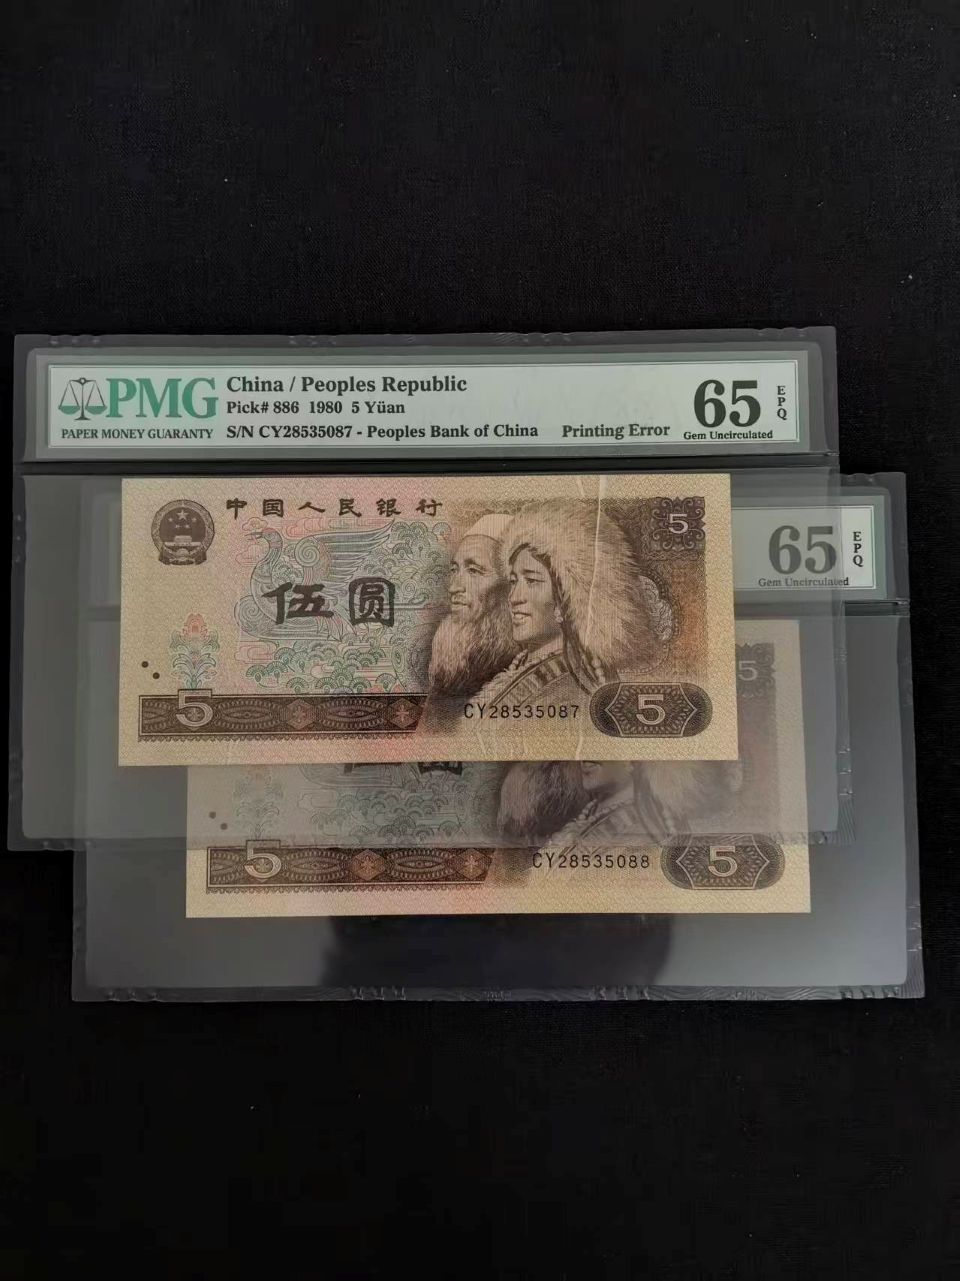 PMG
PAPER MONEY GUARANTY
China / Peoples Republic
Pick# 886 1980 5 Yüan
S/N CY28535087 - Peoples Bank of China Printing Error
65 EPQ
Gem Uncirculated
中国人民银行
5
伍圆
5
CY28535087
5
65 EPQ
Gem Uncirculated
5
5
CY28535088
5